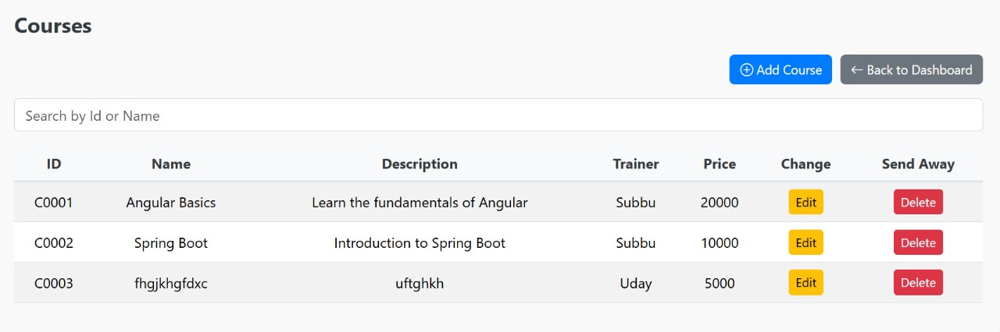 Courses
Add Course ← Back to Dashboard
Search by Id or Name
ID Name Description Trainer Price Change Send Away
C0001 Angular Basics Learn the fundamentals of Angular Subbu 20000 Edit Delete
C0002 Spring Boot Introduction to Spring Boot Subbu 10000 Edit Delete
C0003 fhgjkhgfdxc uftghkh Uday 5000 Edit Delete